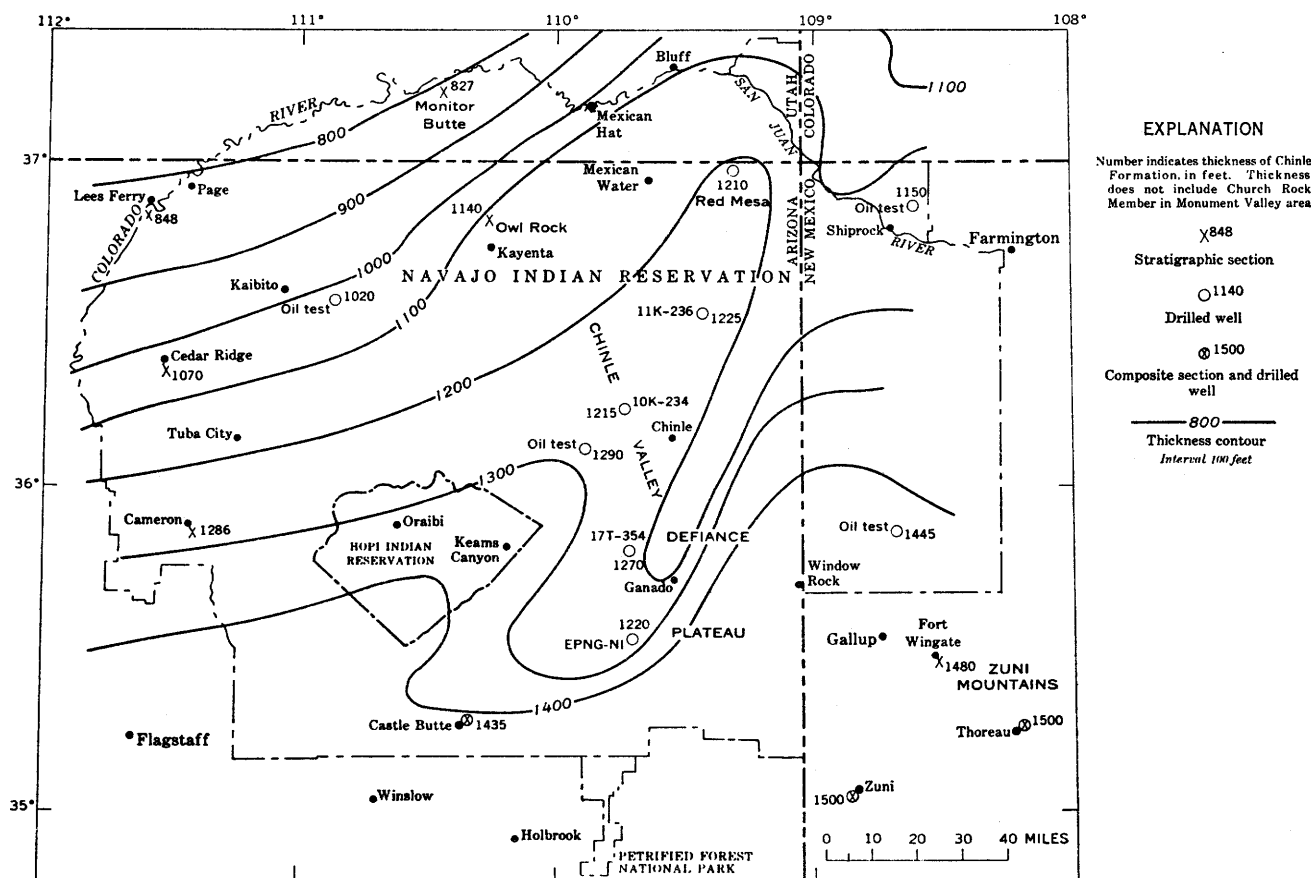 112°
111°
110°
109°
108°
Bluff
1100
SAN
JUAN
UTAH
COLORADO
827
Monitor
Butte
RIVER
800
Mexican
Hat
37°
Lees Ferry
Page
848
COLORADO
900
Mexican
Water
1210
Red Mesa
1150
Oil test
Shiprock
RIVER
Farmington
1140
Owl Rock
Kayenta
ARIZONA
NEW MEXICO
1000
NAVAJO INDIAN RESERVATION
Kaibito
Oil test
1020
1100
11K-236
1225
CHINLE
VALLEY
Cedar Ridge
1070
1200
1215
10K-234
Chinle
Tuba City
Oil test
1290
36°
1300
Cameron
1286
Oraibi
HOPI INDIAN
RESERVATION
Keams
Canyon
17T-354
1270
DEFIANCE
PLATEAU
Ganado
Oil test
1445
Window
Rock
1220
EPNG-NI
Gallup
Fort
Wingate
1480
ZUNI
MOUNTAINS
1400
Castle Butte
1435
Flagstaff
Thoreau
1500
35°
Winslow
1500
Zuni
Holbrook
PETRIFIED FOREST
NATIONAL PARK
0 10 20 30 40 MILES
EXPLANATION
Number indicates thickness of Chinle
Formation, in feet. Thickness
does not include Church Rock
Member in Monument Valley area
848
Stratigraphic section
1140
Drilled well
1500
Composite section and drilled
well
800
Thickness contour
Interval 100 feet